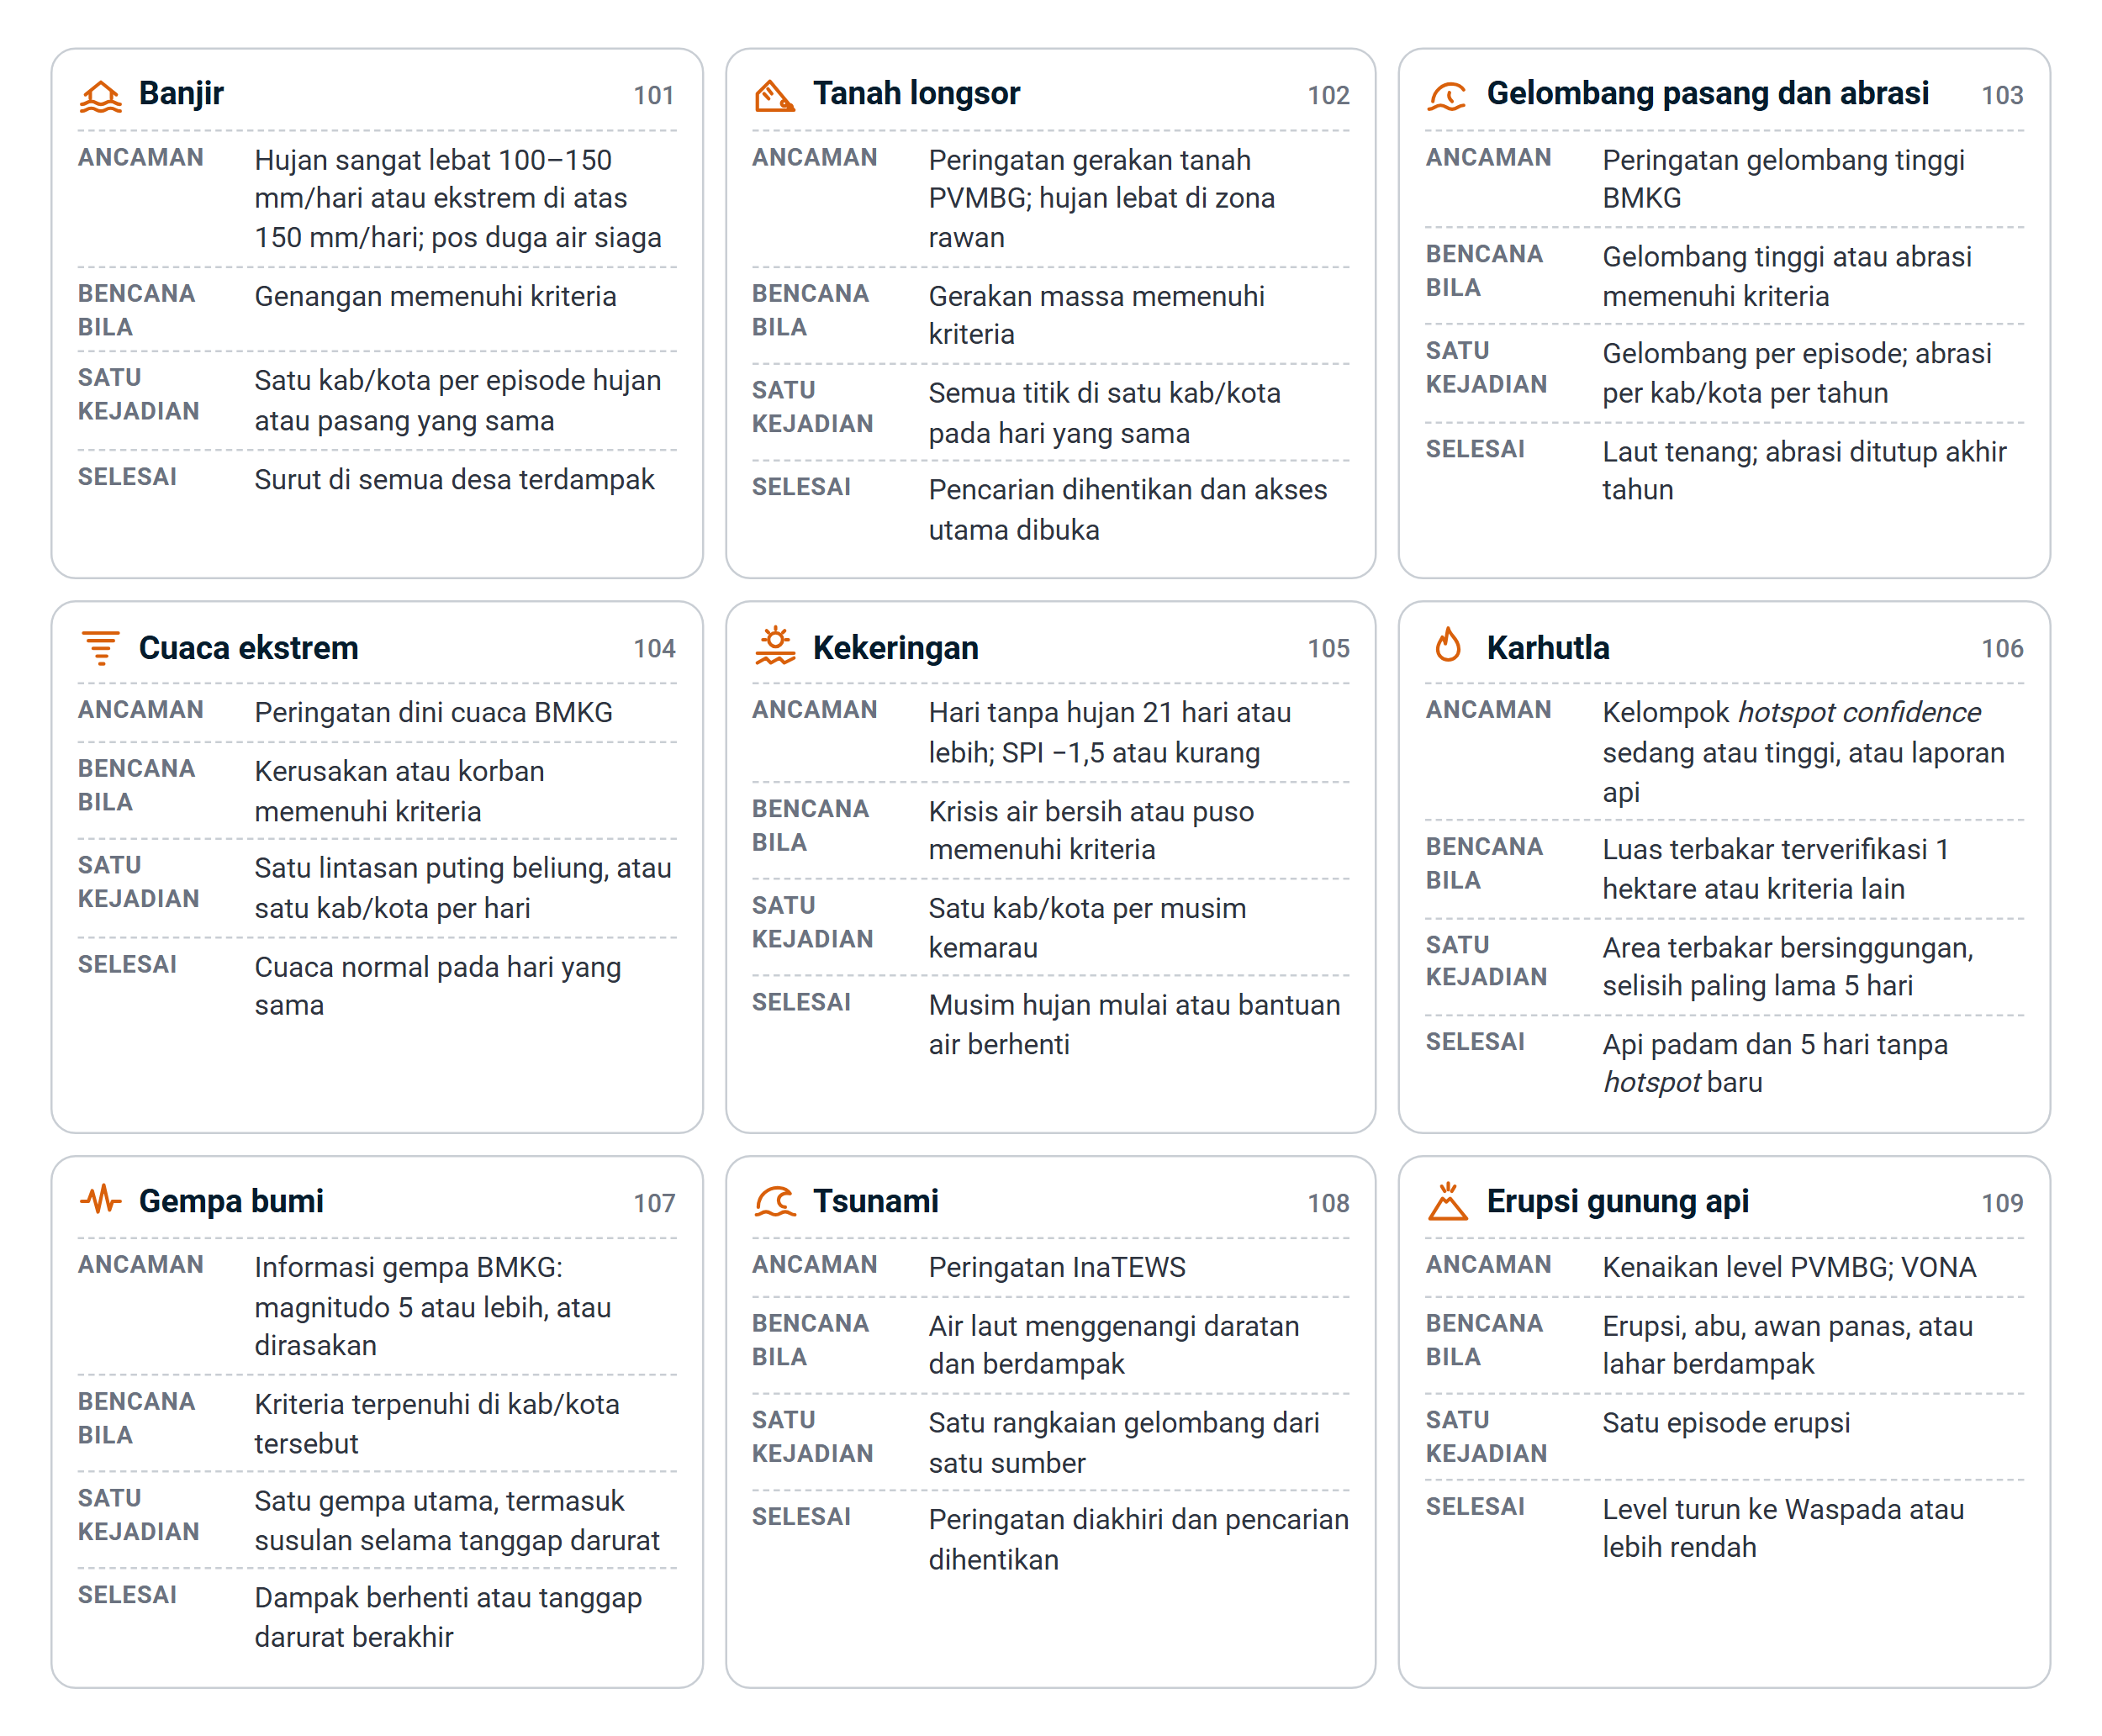 Banjir 101
ANCAMAN
Hujan sangat lebat 100–150
mm/hari atau ekstrem di atas
150 mm/hari; pos duga air siaga
BENCANA
BILA
Genangan memenuhi kriteria
SATU
KEJADIAN
Satu kab/kota per episode hujan
atau pasang yang sama
SELESAI
Surut di semua desa terdampak
Tanah longsor 102
ANCAMAN
Peringatan gerakan tanah
PVMBG; hujan lebat di zona
rawan
BENCANA
BILA
Gerakan massa memenuhi
kriteria
SATU
KEJADIAN
Semua titik di satu kab/kota
pada hari yang sama
SELESAI
Pencarian dihentikan dan akses
utama dibuka
Gelombang pasang dan abrasi 103
ANCAMAN
Peringatan gelombang tinggi
BMKG
BENCANA
BILA
Gelombang tinggi atau abrasi
memenuhi kriteria
SATU
KEJADIAN
Gelombang per episode; abrasi
per kab/kota per tahun
SELESAI
Laut tenang; abrasi ditutup akhir
tahun
Cuaca ekstrem 104
ANCAMAN
Peringatan dini cuaca BMKG
BENCANA
BILA
Kerusakan atau korban
memenuhi kriteria
SATU
KEJADIAN
Satu lintasan puting beliung, atau
satu kab/kota per hari
SELESAI
Cuaca normal pada hari yang
sama
Kekeringan 105
ANCAMAN
Hari tanpa hujan 21 hari atau
lebih; SPI −1,5 atau kurang
BENCANA
BILA
Krisis air bersih atau puso
memenuhi kriteria
SATU
KEJADIAN
Satu kab/kota per musim
kemarau
SELESAI
Musim hujan mulai atau bantuan
air berhenti
Karhutla 106
ANCAMAN
Kelompok hotspot confidence
sedang atau tinggi, atau laporan
api
BENCANA
BILA
Luas terbakar terverifikasi 1
hektare atau kriteria lain
SATU
KEJADIAN
Area terbakar bersinggungan,
selisih paling lama 5 hari
SELESAI
Api padam dan 5 hari tanpa
hotspot baru
Gempa bumi 107
ANCAMAN
Informasi gempa BMKG:
magnitudo 5 atau lebih, atau
dirasakan
BENCANA
BILA
Kriteria terpenuhi di kab/kota
tersebut
SATU
KEJADIAN
Satu gempa utama, termasuk
susulan selama tanggap darurat
SELESAI
Dampak berhenti atau tanggap
darurat berakhir
Tsunami 108
ANCAMAN
Peringatan InaTEWS
BENCANA
BILA
Air laut menggenangi daratan
dan berdampak
SATU
KEJADIAN
Satu rangkaian gelombang dari
satu sumber
SELESAI
Peringatan diakhiri dan pencarian
dihentikan
Erupsi gunung api 109
ANCAMAN
Kenaikan level PVMBG; VONA
BENCANA
BILA
Erupsi, abu, awan panas, atau
lahar berdampak
SATU
KEJADIAN
Satu episode erupsi
SELESAI
Level turun ke Waspada atau
lebih rendah